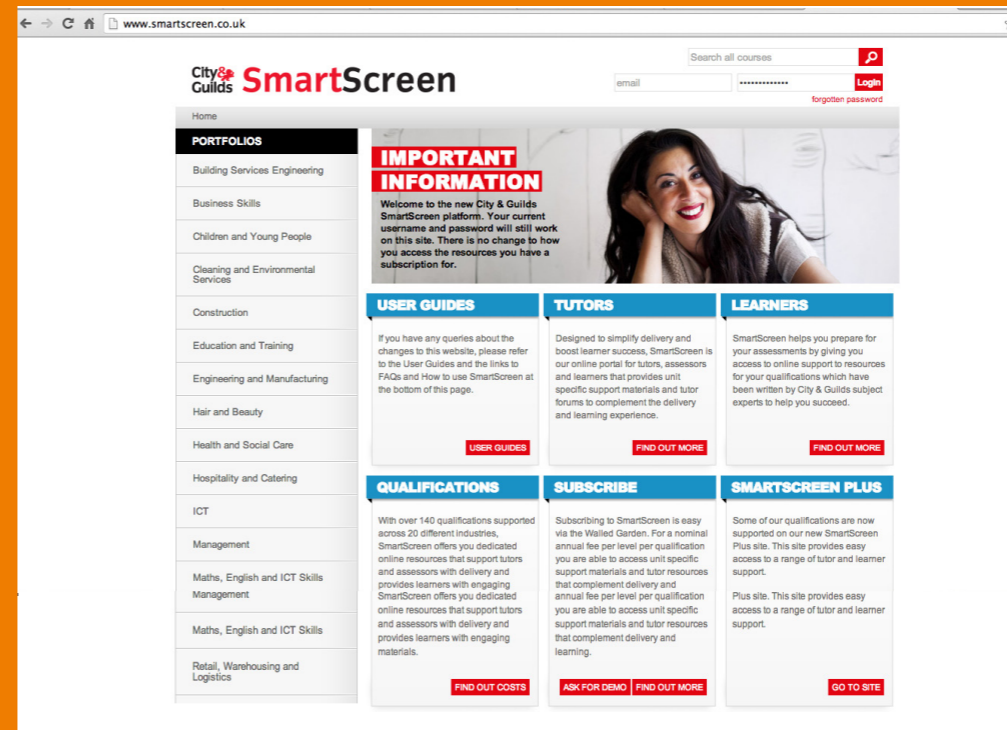 www.smartscreen.co.uk
Search all courses
City& Guilds SmartScreen
email
••••••••••••• Login
forgotten password
Home
PORTFOLIOS
Building Services Engineering
Business Skills
Children and Young People
Cleaning and Environmental
Services
Construction
Education and Training
Engineering and Manufacturing
Hair and Beauty
Health and Social Care
Hospitality and Catering
ICT
Management
Maths, English and ICT Skills
Management
Maths, English and ICT Skills
Retail, Warehousing and
Logistics
IMPORTANT
INFORMATION
Welcome to the new City & Guilds
SmartScreen platform. Your current
username and password will still work
on this site. There is no change to how
you access the resources you have a
subscription for.
USER GUIDES
If you have any queries about the
changes to this website, please refer
to the User Guides and the links to
FAQs and How to use SmartScreen at
the bottom of this page.
USER GUIDES
TUTORS
Designed to simplify delivery and
boost learner success, SmartScreen is
our online portal for tutors, assessors
and learners that provides unit
specific support materials and tutor
forums to complement the delivery
and learning experience.
FIND OUT MORE
LEARNERS
SmartScreen helps you prepare for
your assessments by giving you
access to online support to resources
for your qualifications which have
been written by City & Guilds subject
experts to help you succeed.
FIND OUT MORE
QUALIFICATIONS
With over 140 qualifications supported
across 20 different industries,
SmartScreen offers you dedicated
online resources that support tutors
and assessors with delivery and
provides learners with engaging
SmartScreen offers you dedicated
online resources that support tutors
and assessors with delivery and
provides learners with engaging
materials.
FIND OUT COSTS
SUBSCRIBE
Subscribing to SmartScreen is easy
via the Walled Garden. For a nominal
annual fee per level per qualification
you are able to access unit specific
support materials and tutor resources
that complement delivery and
annual fee per level per qualification
you are able to access unit specific
support materials and tutor resources
that complement delivery and
learning.
ASK FOR DEMO FIND OUT MORE
SMARTSCREEN PLUS
Some of our qualifications are now
supported on our new SmartScreen
Plus site. This site provides easy
access to a range of tutor and learner
support.
Plus site. This site provides easy
access to a range of tutor and learner
support.
GO TO SITE